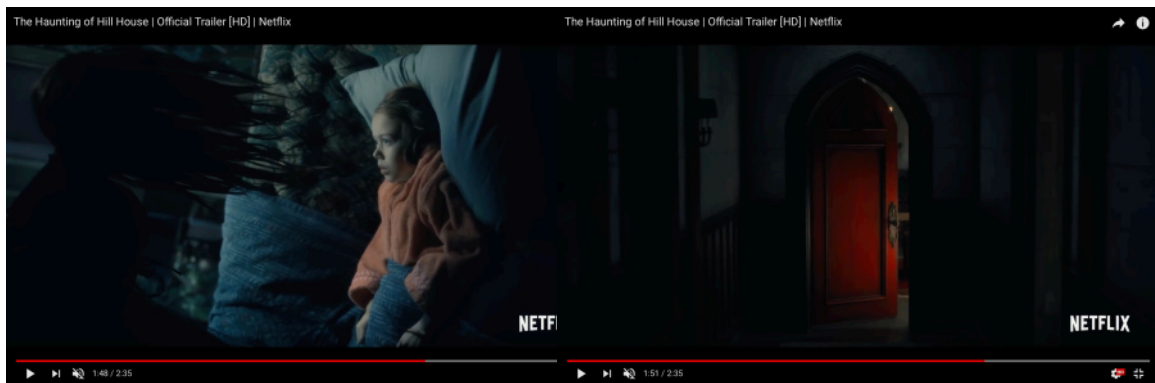 The Haunting of Hill House | Official Trailer [HD] | Netflix
The Haunting of Hill House | Official Trailer [HD] | Netflix
NETF
NETFLIX
1:48 / 2:35
1:51 / 2:35